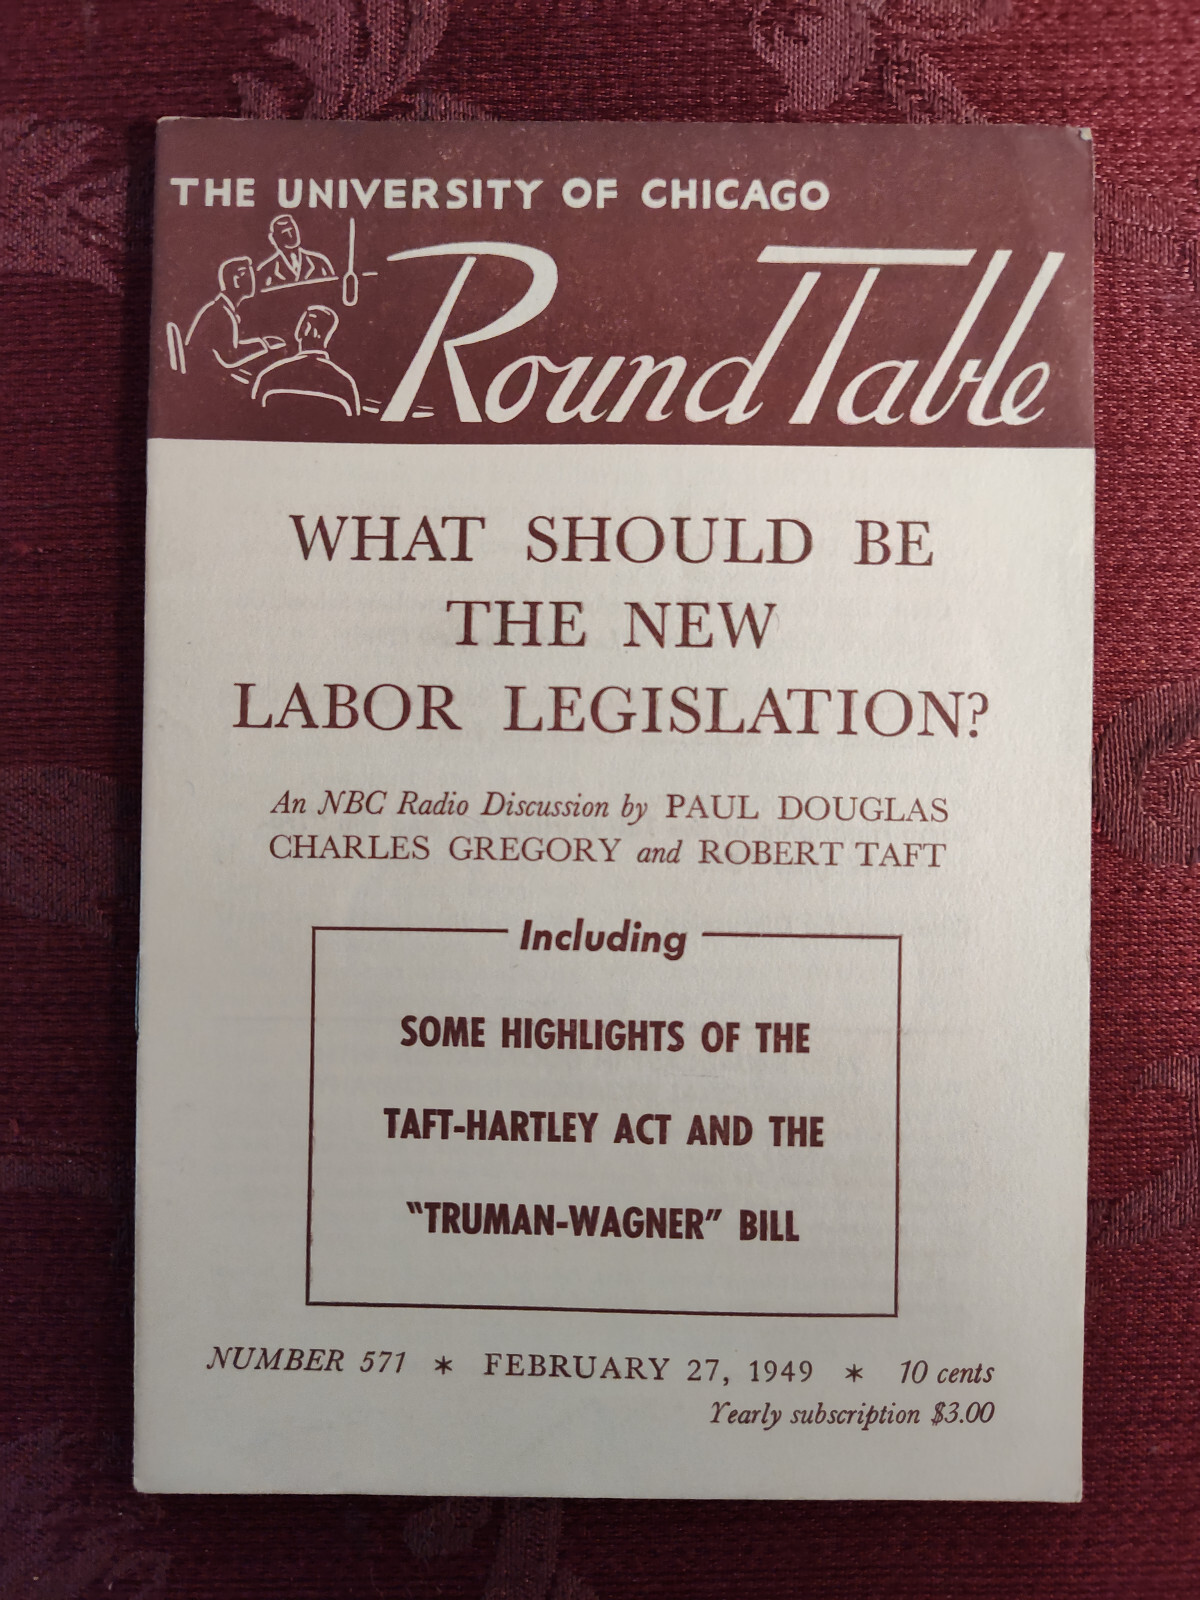 THE UNIVERSITY OF CHICAGO
Round Table
WHAT SHOULD BE
THE NEW
LABOR LEGISLATION?
An NBC Radio Discussion by PAUL DOUGLAS
CHARLES GREGORY and ROBERT TAFT
Including
SOME HIGHLIGHTS OF THE
TAFT-HARTLEY ACT AND THE
"TRUMAN-WAGNER" BILL
NUMBER 571 * FEBRUARY 27, 1949 * 10 cents
Yearly subscription $3.00